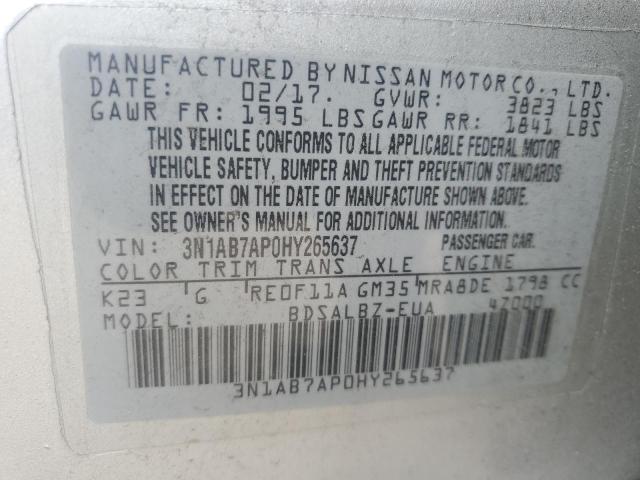 MANUFACTURED BY NISSAN MOTOR CO., LTD.
DATE: 02/17. GVWR: 3823 LBS
GAWR FR: 1995 LBS GAWR RR: 1841 LBS
THIS VEHICLE CONFORMS TO ALL APPLICABLE FEDERAL MOTOR
VEHICLE SAFETY, BUMPER AND THEFT PREVENTION STANDARDS
IN EFFECT ON THE DATE OF MANUFACTURE SHOWN ABOVE.
SEE OWNER'S MANUAL FOR ADDITIONAL INFORMATION.
VIN: 3N1AB7AP0HY265637 PASSENGER CAR.
COLOR TRIM TRANS AXLE ENGINE
K23 G RE0F11A GM35 MRA8DE 1798 CC
MODEL: BDSALBZ-EUA 47000
3N1AB7AP0HY265637